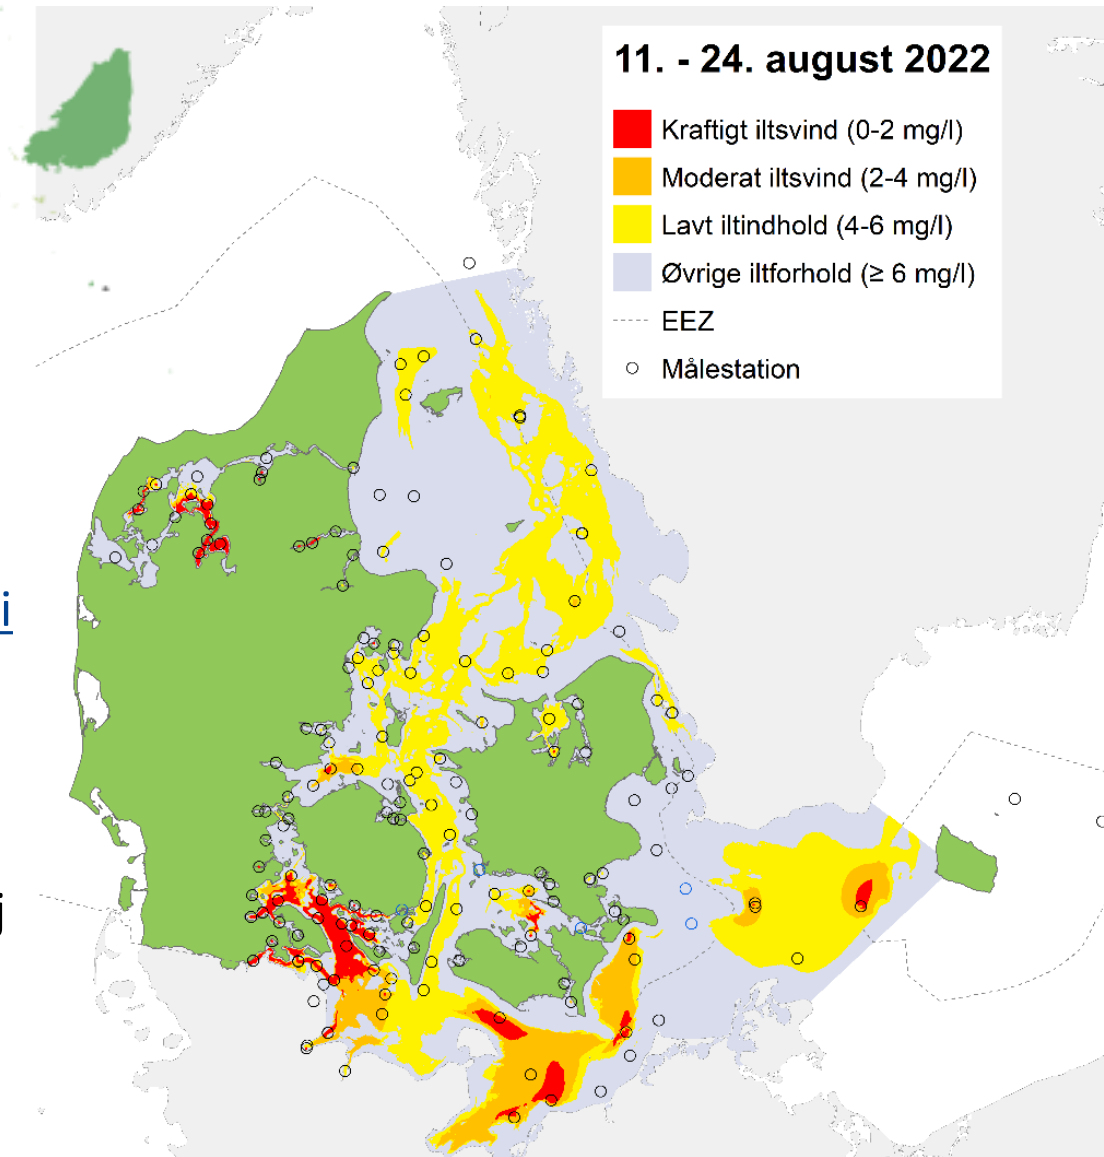 11. - 24. august 2022
Kraftigt iltsvind (0-2 mg/l)
Moderat iltsvind (2-4 mg/l)
Lavt iltindhold (4-6 mg/l)
Øvrige iltforhold (≥ 6 mg/l)
EEZ
Målestation
i
j